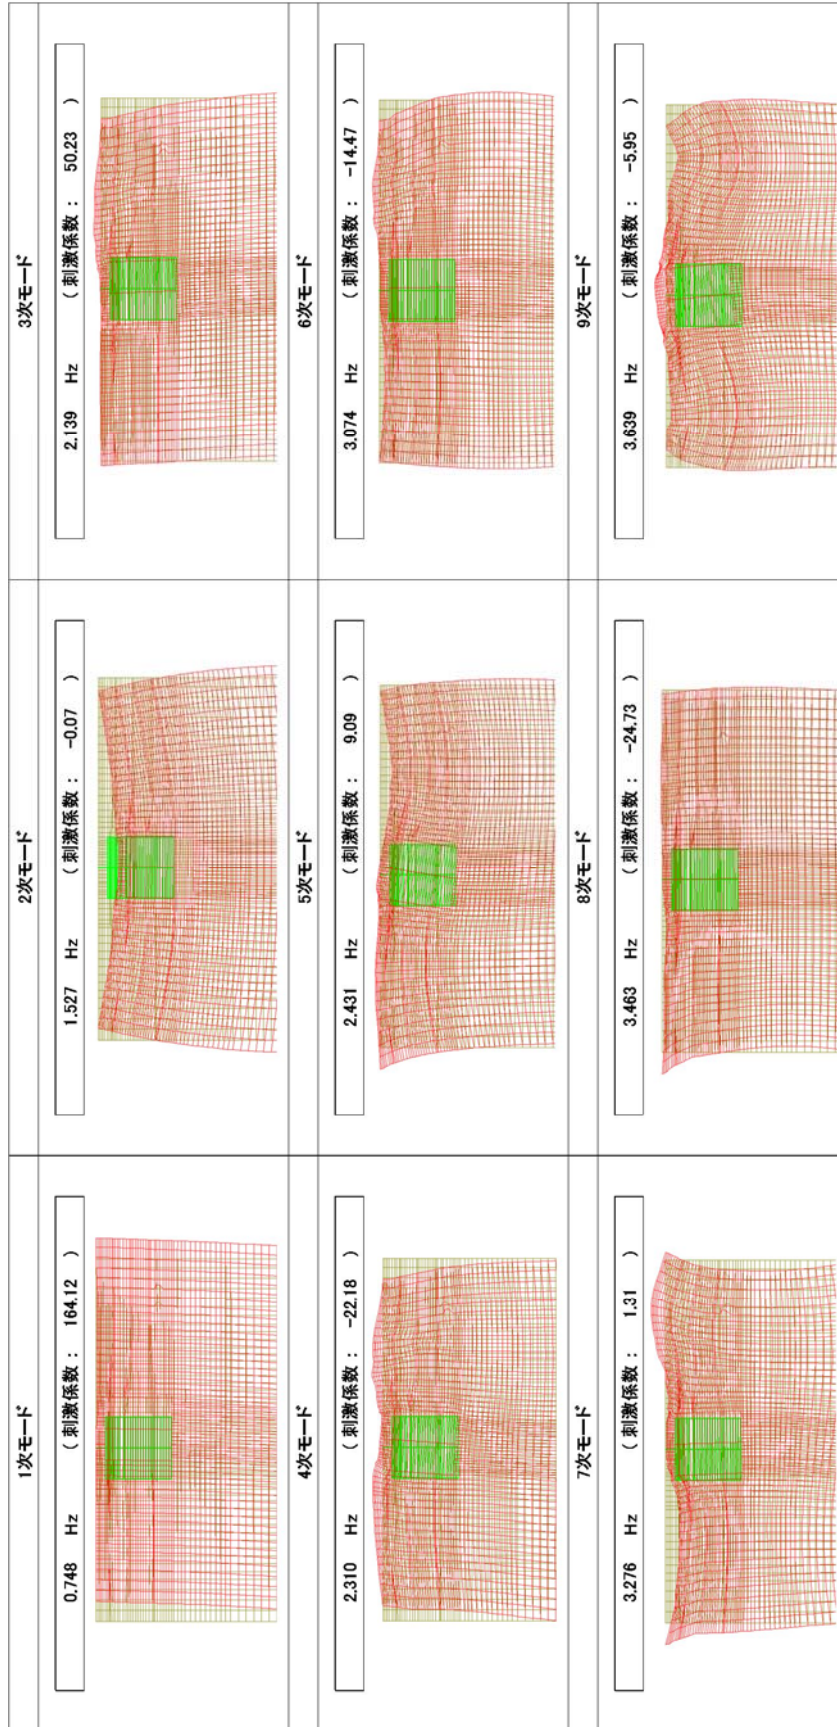 1次モード
0.748 Hz ( 刺激係数 : 164.12 )
2次モード
1.527 Hz ( 刺激係数 : -0.07 )
3次モード
2.139 Hz ( 刺激係数 : 50.23 )
4次モード
2.310 Hz ( 刺激係数 : -22.18 )
5次モード
2.431 Hz ( 刺激係数 : 9.09 )
6次モード
3.074 Hz ( 刺激係数 : -14.47 )
7次モード
3.276 Hz ( 刺激係数 : 1.31 )
8次モード
3.463 Hz ( 刺激係数 : -24.73 )
9次モード
3.639 Hz ( 刺激係数 : -5.95 )